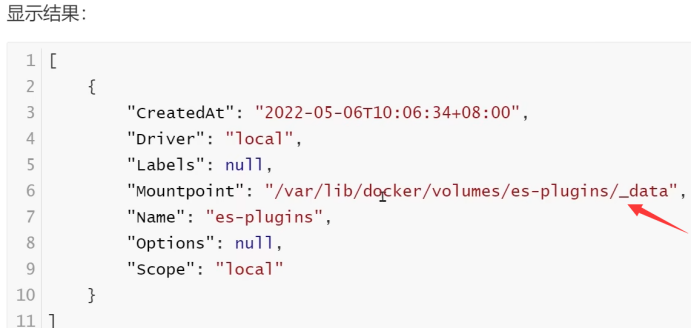 显示结果：
1 [
2     {
3         "CreatedAt": "2022-05-06T10:06:34+08:00",
4         "Driver": "local",
5         "Labels": null,
6         "Mountpoint": "/var/lib/docker/volumes/es-plugins/_data",
7         "Name": "es-plugins",
8         "Options": null,
9         "Scope": "local"
10     }
11 ]